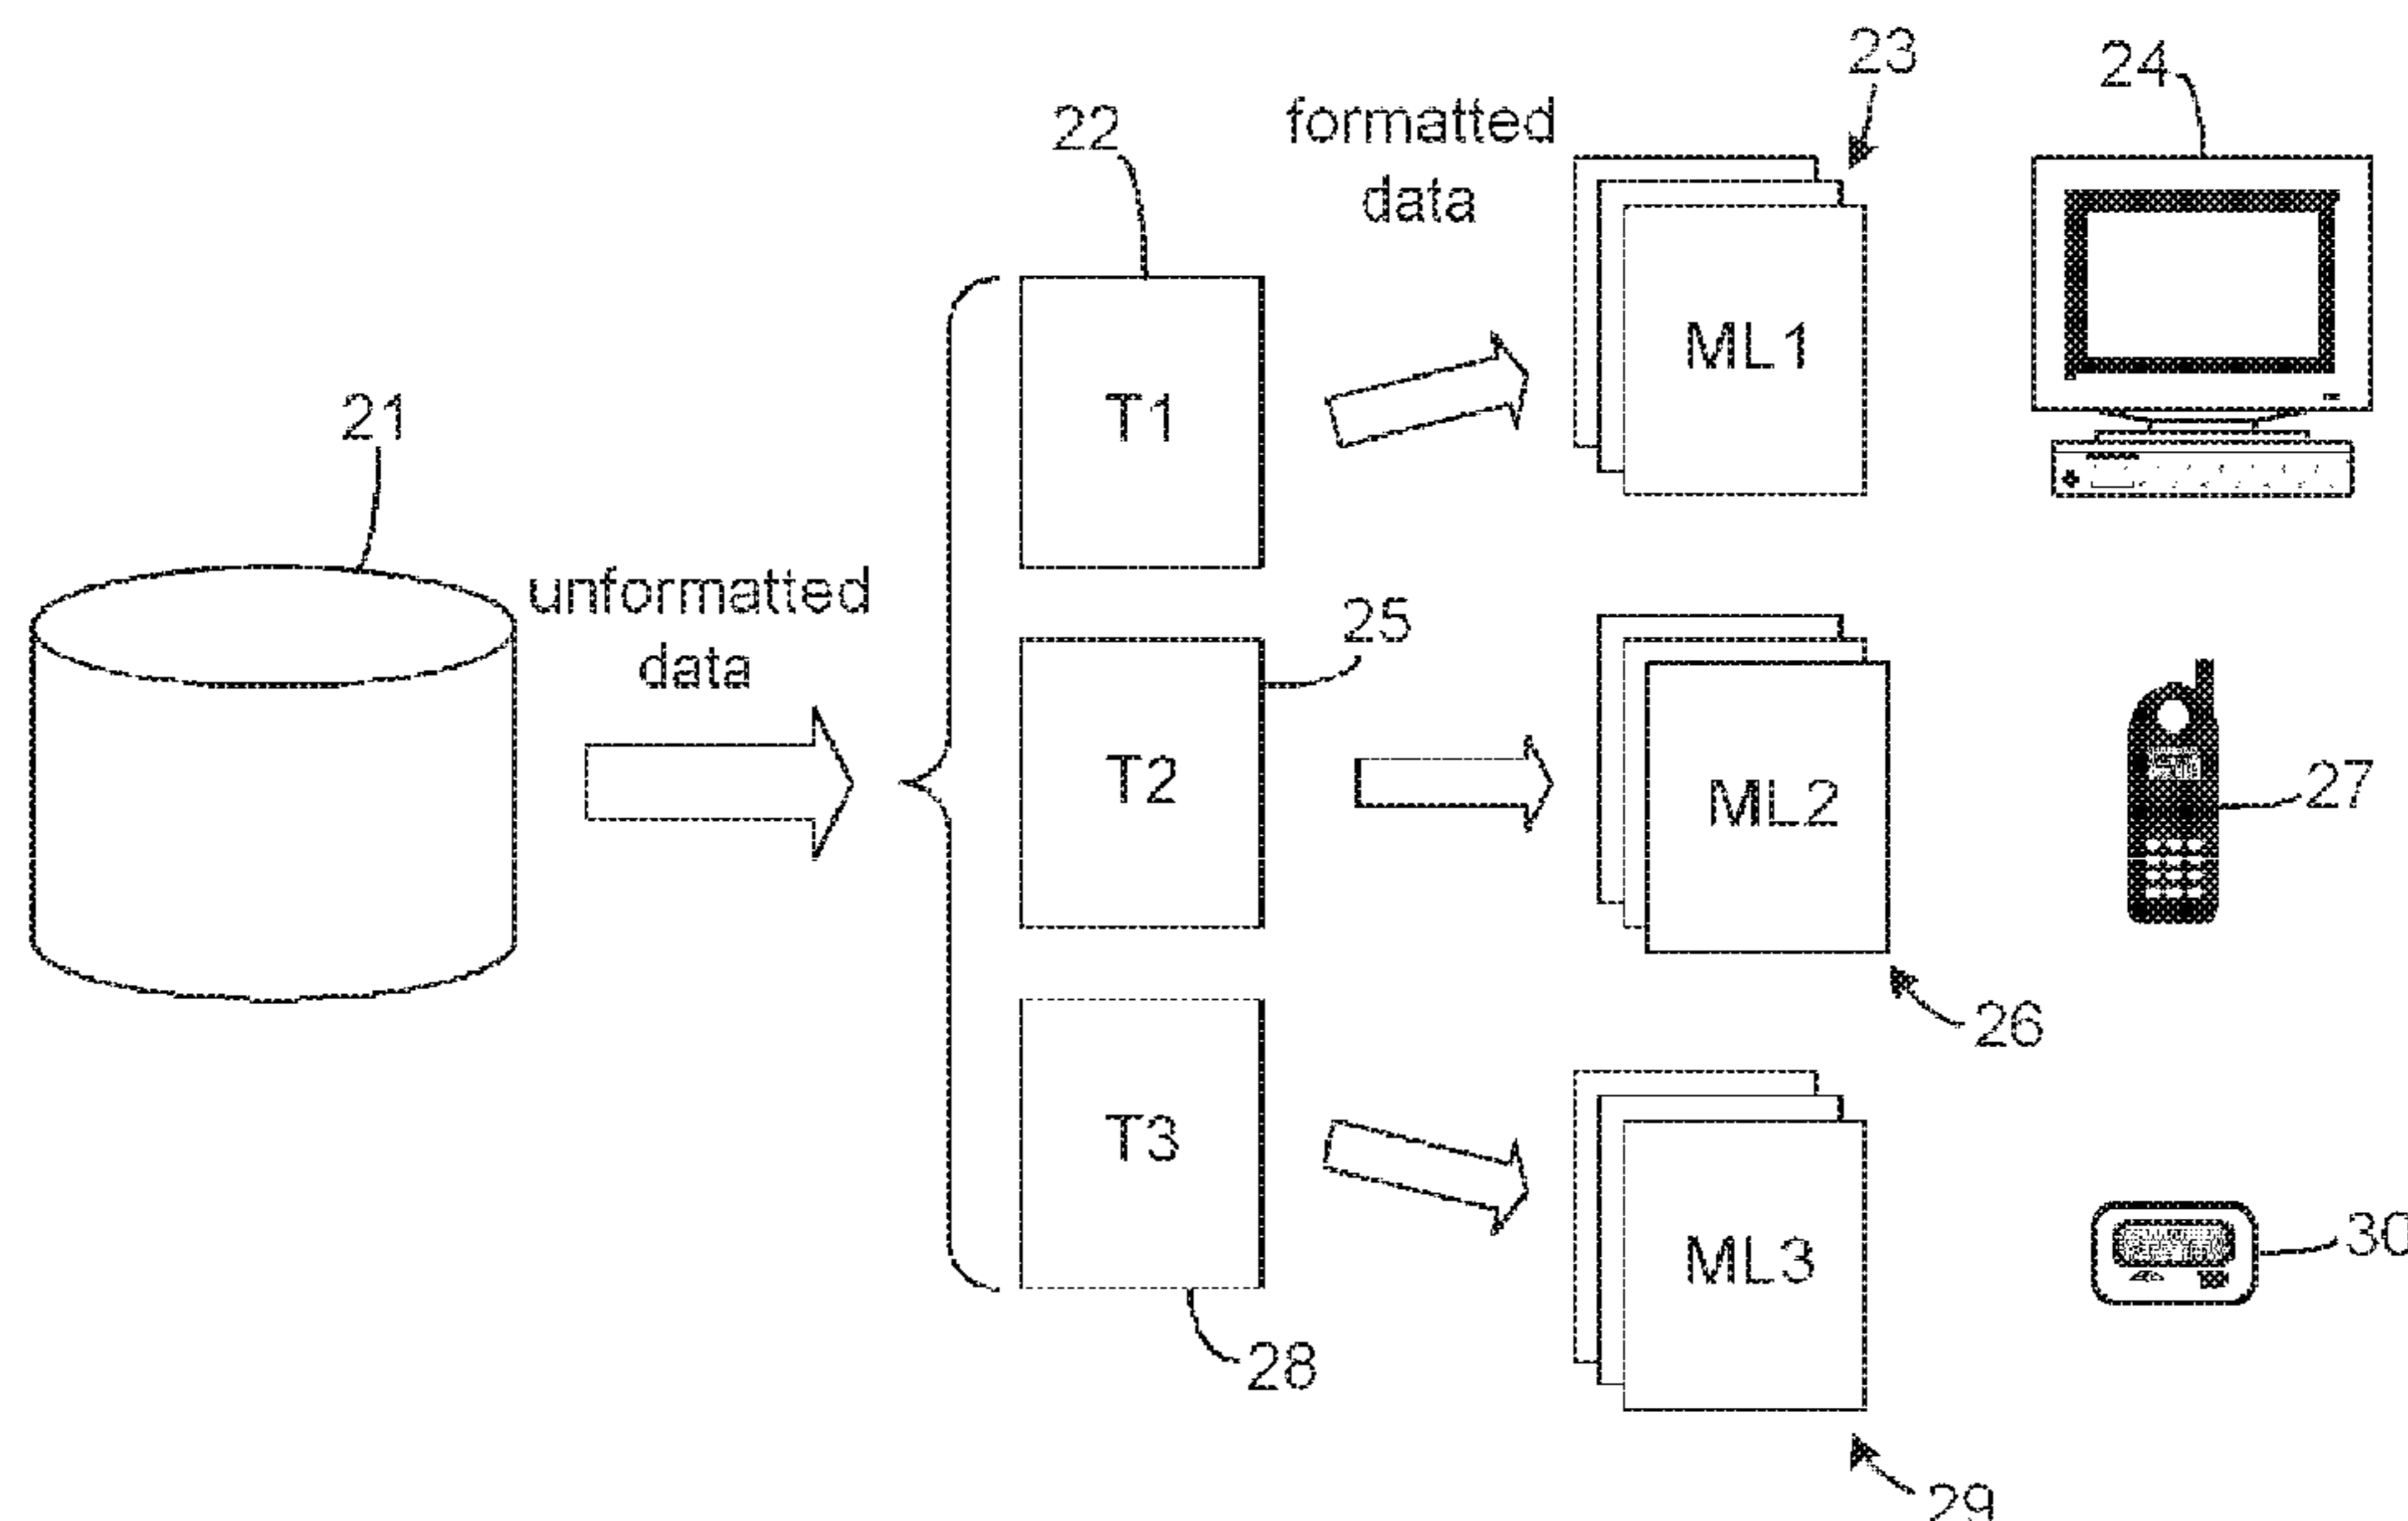 23
24
22
formatted
data
ML1
T1
21
unformatted
data
25
T2
ML2
27
26
T3
ML3
30
28
29